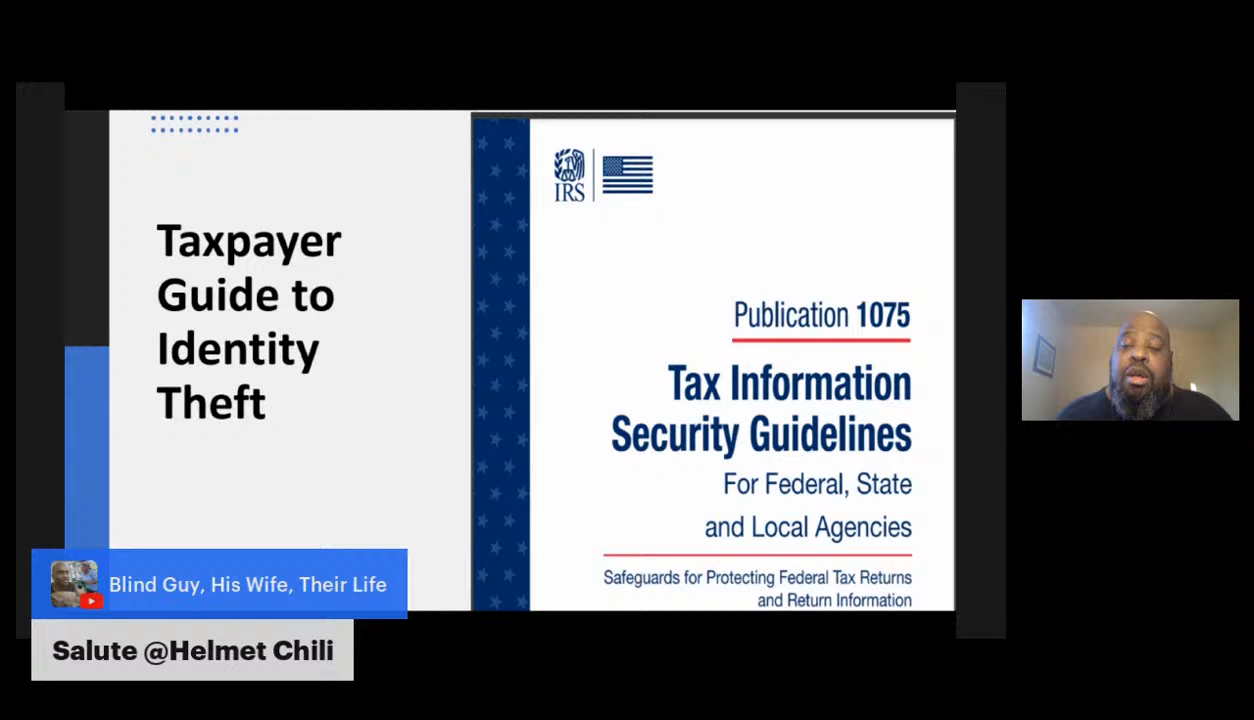 Taxpayer
Guide to
Identity
Theft
IRS
Publication 1075
Tax Information
Security Guidelines
For Federal, State
and Local Agencies
Safeguards for Protecting Federal Tax Returns
and Return Information
Blind Guy, His Wife, Their Life
Salute @Helmet Chili